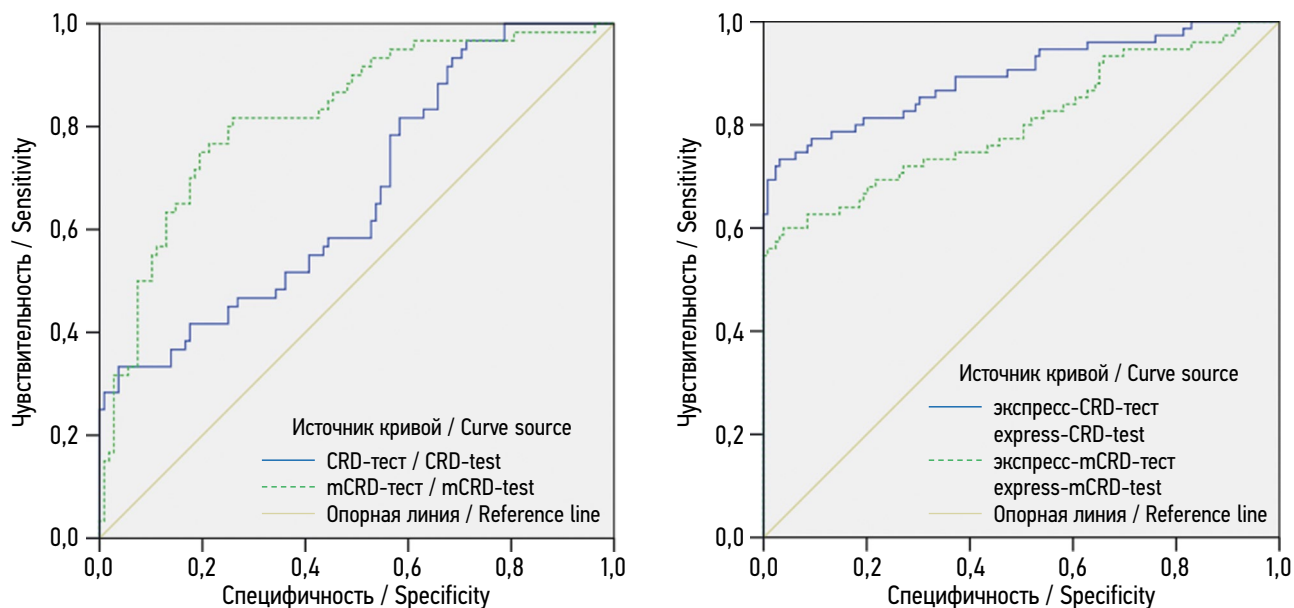 1,0
0,8
0,6
0,4
0,2
0,0
Чувствительность / Sensitivity
Источник кривой / Curve source
CRD-тест / CRD-test
mCRD-тест / mCRD-test
Опорная линия / Reference line
0,0 0,2 0,4 0,6 0,8 1,0
Специфичность / Specificity
1,0
0,8
0,6
0,4
0,2
0,0
Чувствительность / Sensitivity
Источник кривой / Curve source
экспресс-CRD-тест
express-CRD-test
экспресс-mCRD-тест
express-mCRD-test
Опорная линия / Reference line
0,0 0,2 0,4 0,6 0,8 1,0
Специфичность / Specificity